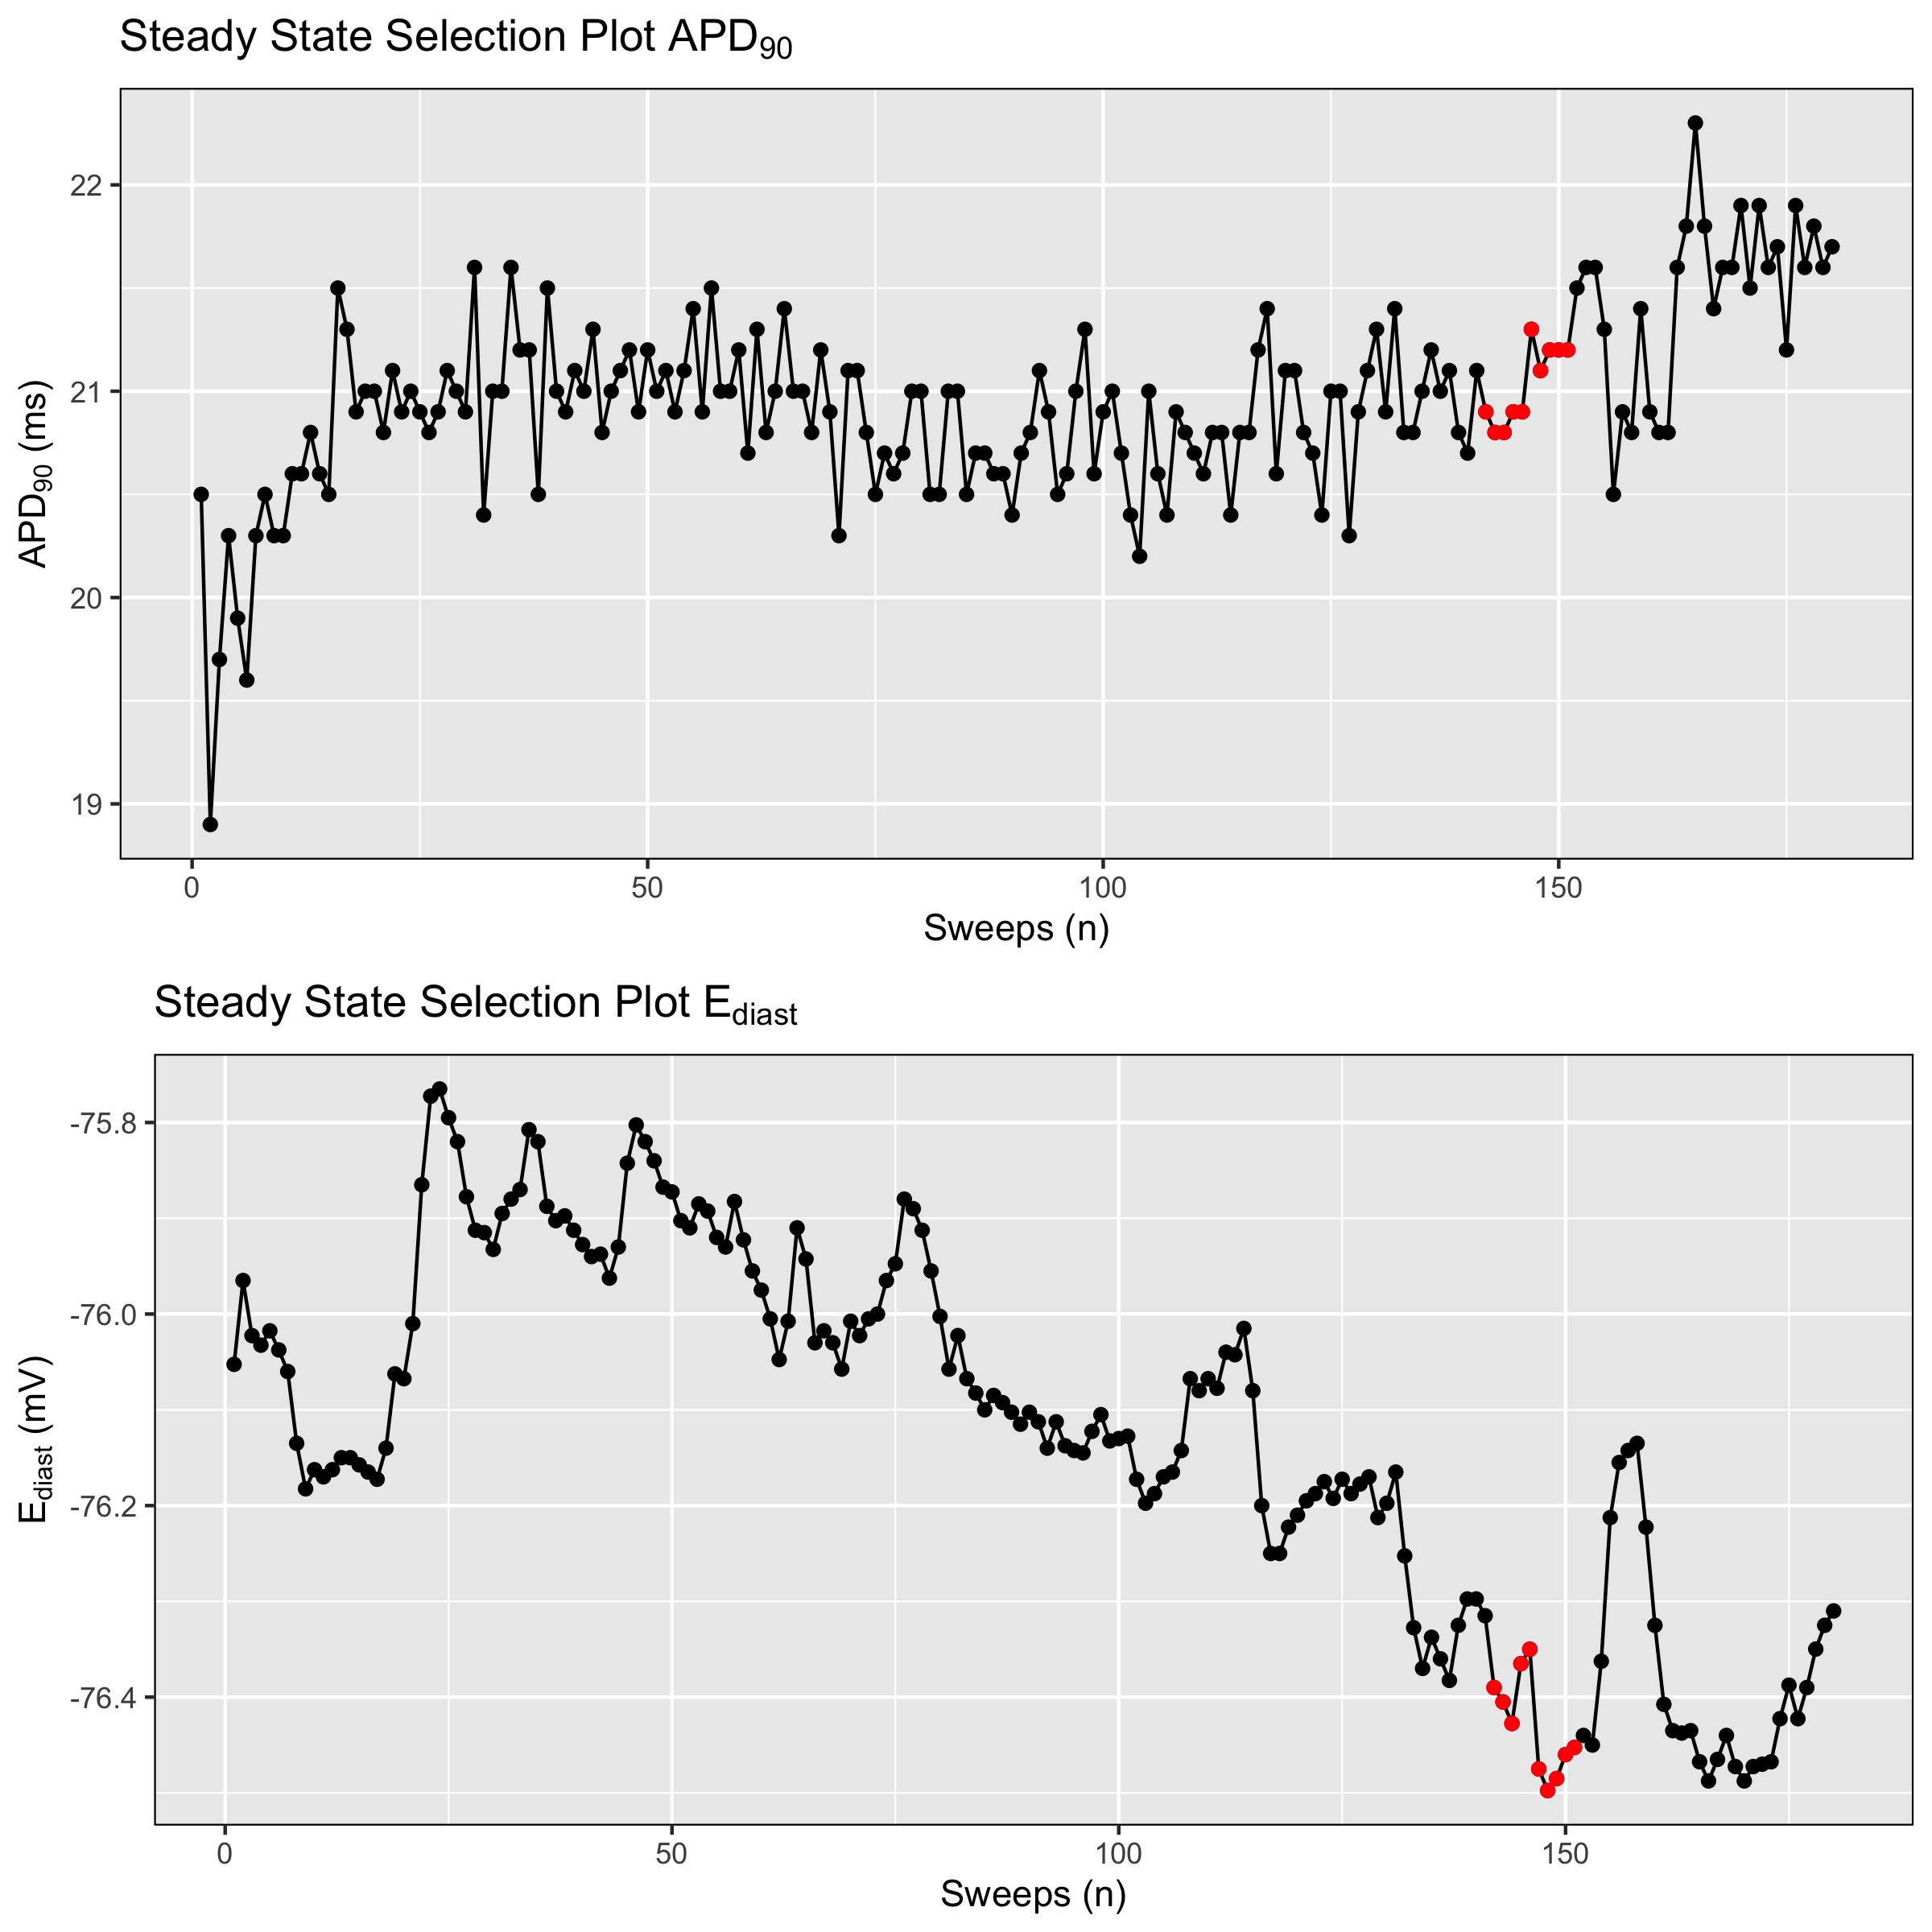 Steady State Selection Plot APD90
22
21
20
19
APD90 (ms)
0 50 100 150
Sweeps (n)
Steady State Selection Plot Ediast
-75.8
-76.0
-76.2
-76.4
Ediast (mV)
0 50 100 150
Sweeps (n)